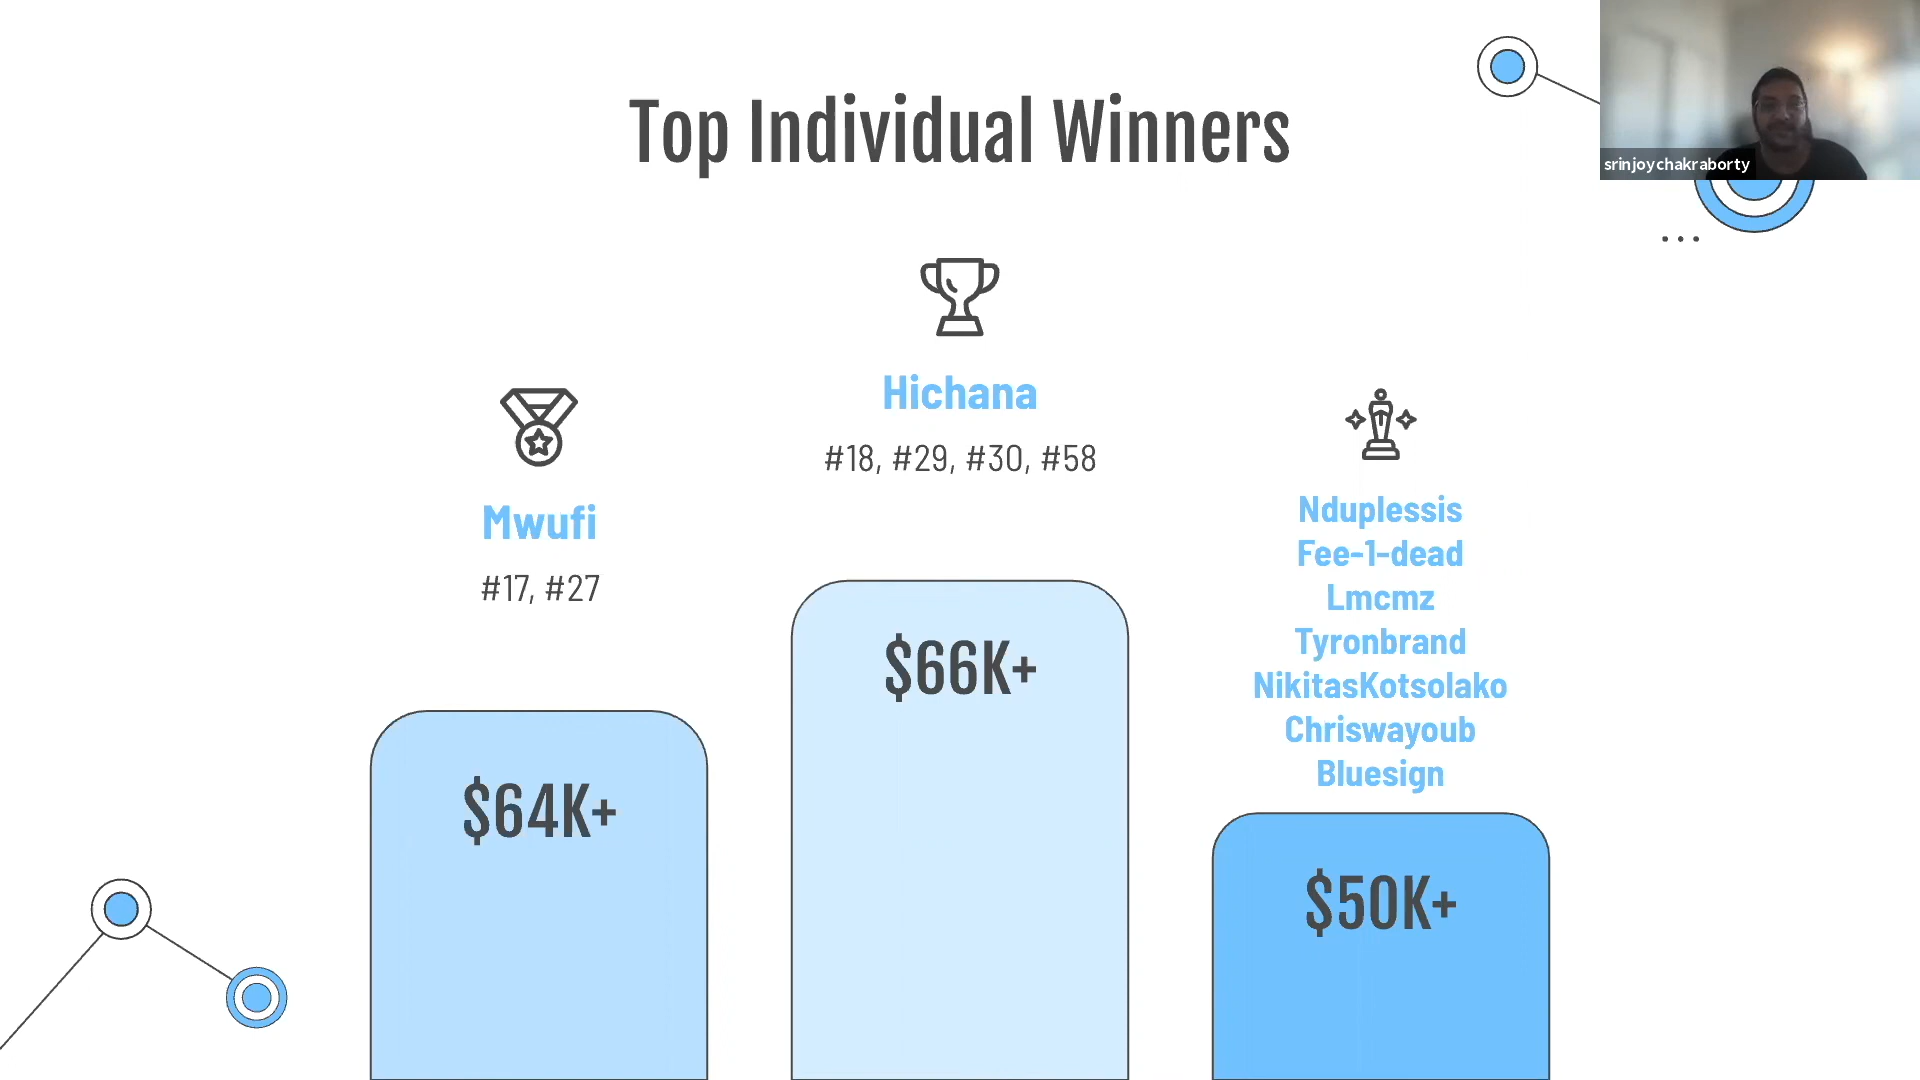 Top Individual Winners
srinjoychakraborty
Hichana
#18, #29, #30, #58
$66K+
Mwufi
#17, #27
$64K+
Nduplessis
Fee-1-dead
Lmcmz
Tyronbrand
NikitasKotsolako
Chriswayoub
Bluesign
$50K+